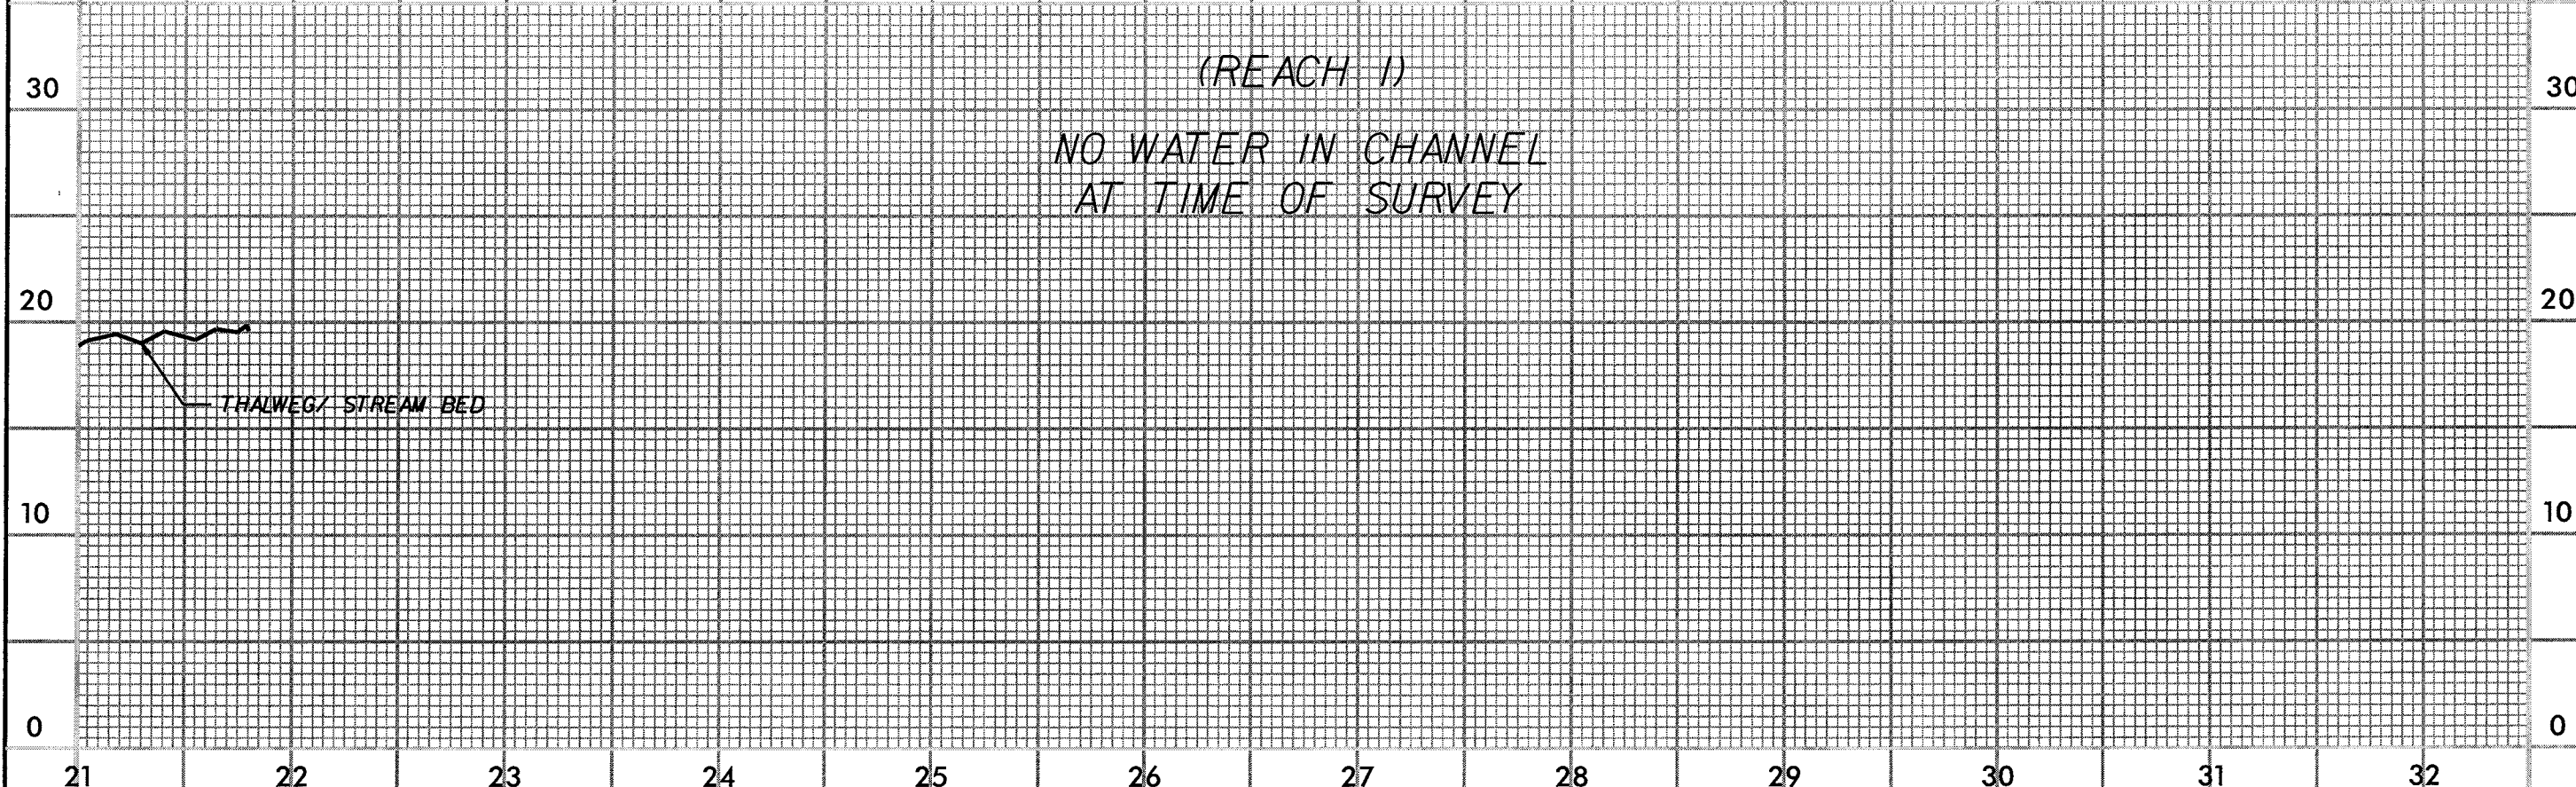 (REACH 1)
30 30
NO WATER IN CHANNEL
AT TIME OF SURVEY
20 20
THALWEG/ STREAM BED
10 10
0 0
21 22 23 24 25 26 27 28 29 30 31 32